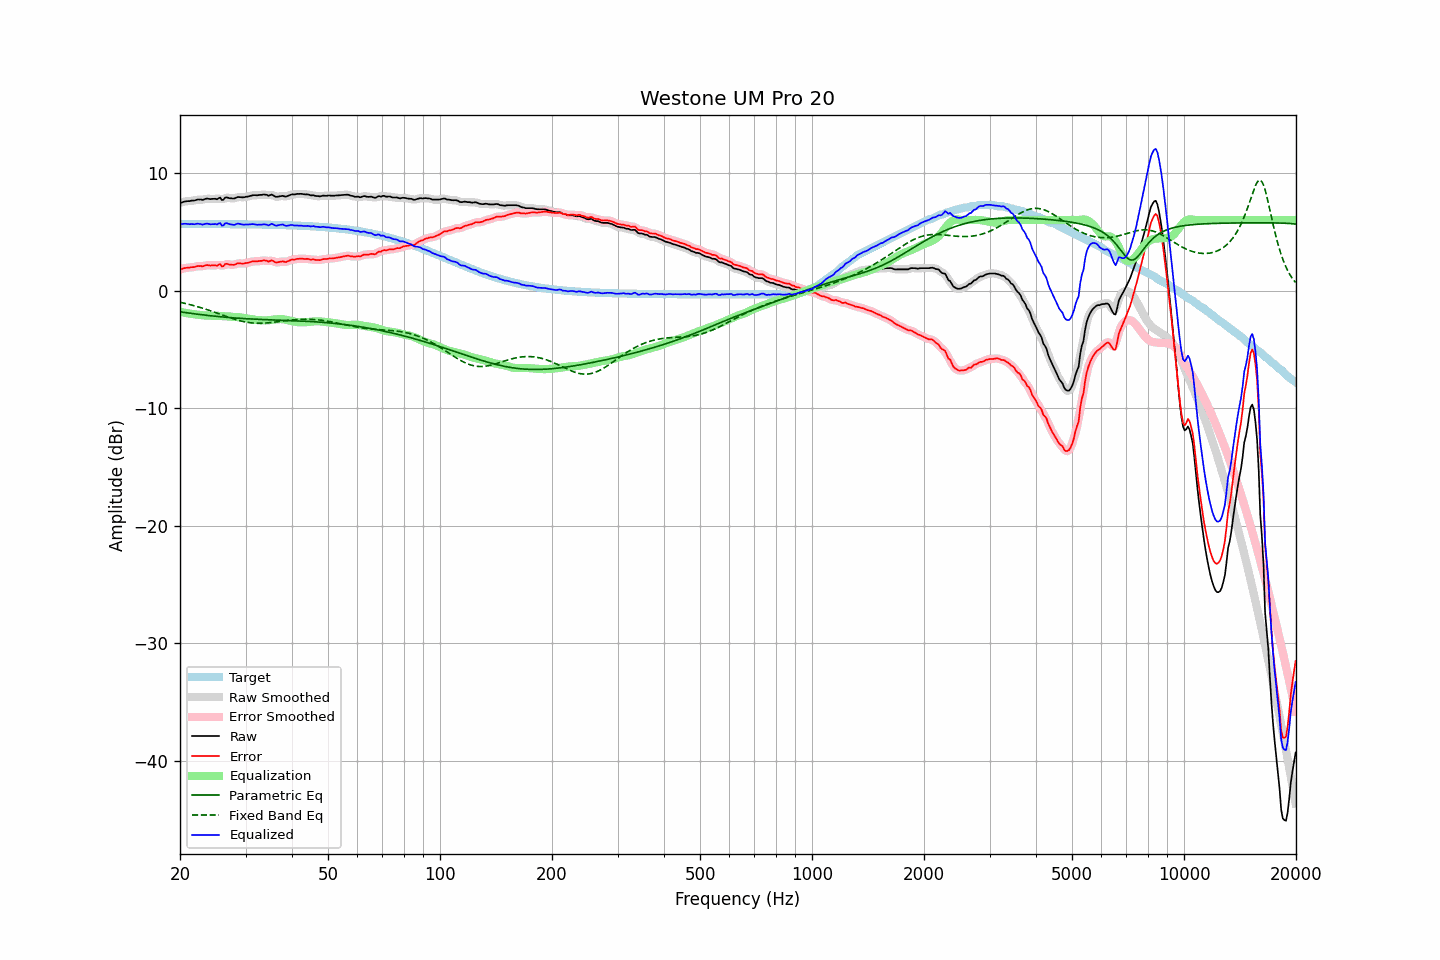 Westone UM Pro 20
Amplitude (dBr)
10
0
−10
−20
−30
−40
Target
Raw Smoothed
Error Smoothed
Raw
Error
Equalization
Parametric Eq
Fixed Band Eq
Equalized
20 50 100 200 500 1000 2000 5000 10000 20000
Frequency (Hz)